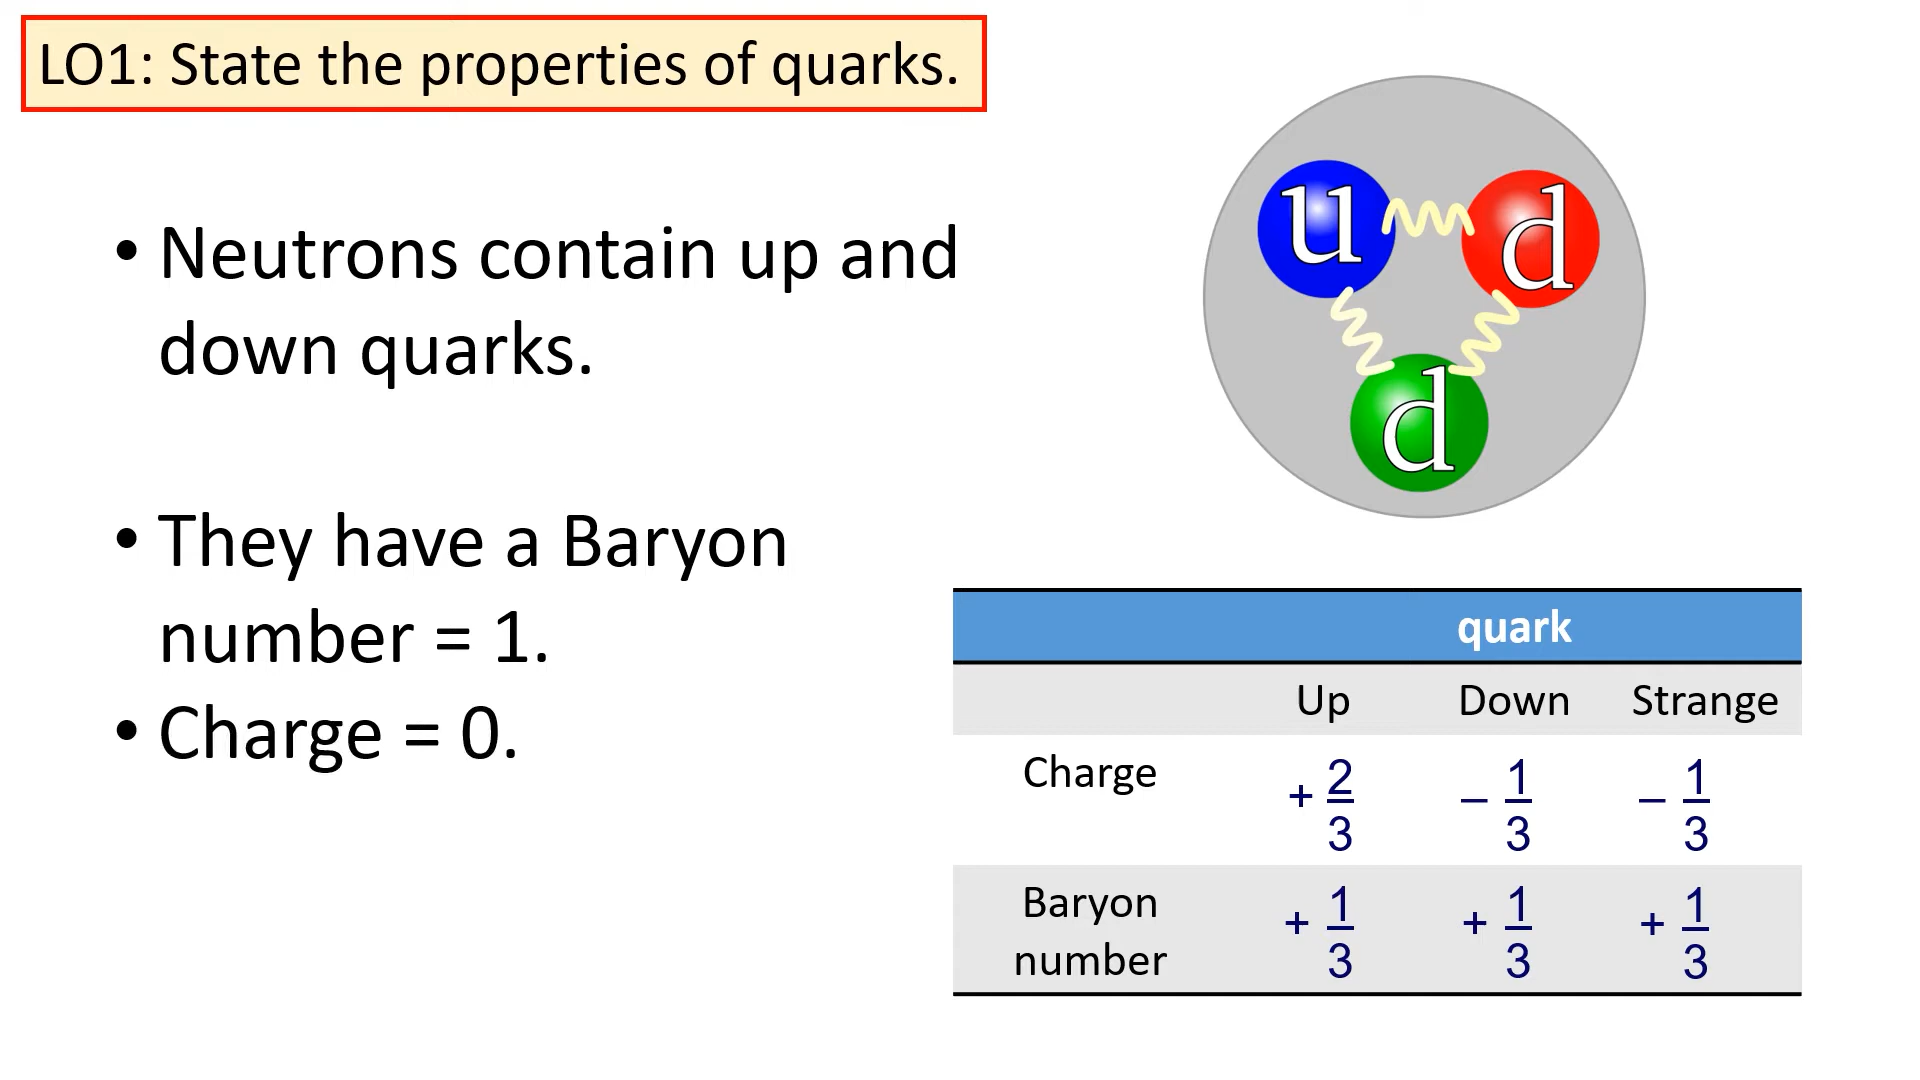 LO1: State the properties of quarks.
• Neutrons contain up and
down quarks.
• They have a Baryon
number = 1.
• Charge = 0.
u d
d
quark
Up Down Strange
Charge + 2/3 – 1/3 – 1/3
Baryon
number + 1/3 + 1/3 + 1/3